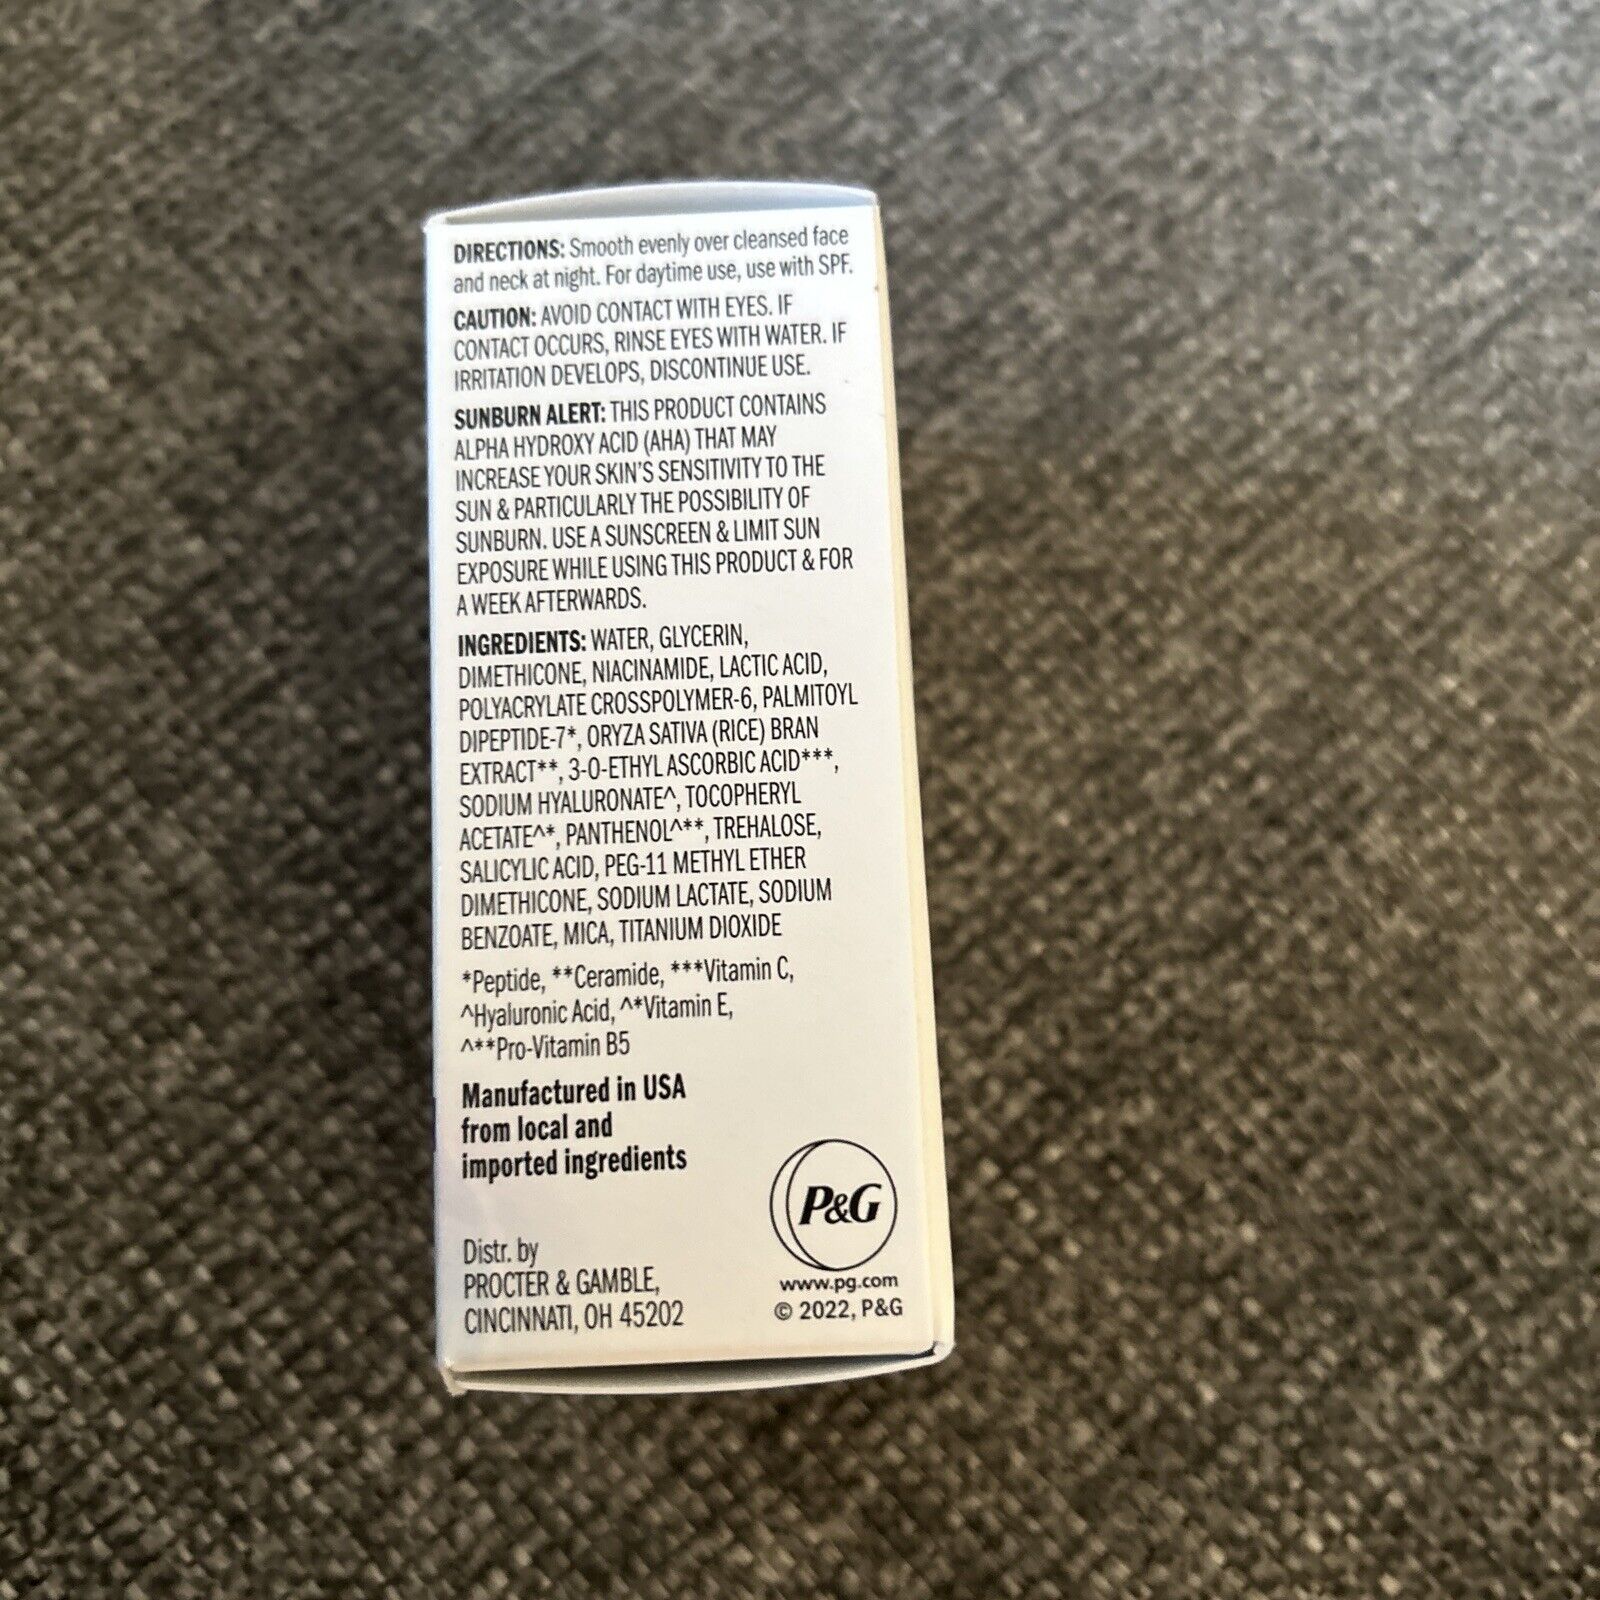 DIRECTIONS: Smooth evenly over cleansed face
and neck at night. For daytime use, use with SPF.
CAUTION: AVOID CONTACT WITH EYES. IF
CONTACT OCCURS, RINSE EYES WITH WATER. IF
IRRITATION DEVELOPS, DISCONTINUE USE.
SUNBURN ALERT: THIS PRODUCT CONTAINS
ALPHA HYDROXY ACID (AHA) THAT MAY
INCREASE YOUR SKIN'S SENSITIVITY TO THE
SUN & PARTICULARLY THE POSSIBILITY OF
SUNBURN. USE A SUNSCREEN & LIMIT SUN
EXPOSURE WHILE USING THIS PRODUCT & FOR
A WEEK AFTERWARDS.
INGREDIENTS: WATER, GLYCERIN,
DIMETHICONE, NIACINAMIDE, LACTIC ACID,
POLYACRYLATE CROSSPOLYMER-6, PALMITOYL
DIPEPTIDE-7*, ORYZA SATIVA (RICE) BRAN
EXTRACT**, 3-O-ETHYL ASCORBIC ACID***,
SODIUM HYALURONATE^, TOCOPHERYL
ACETATE^*, PANTHENOL^**, TREHALOSE,
SALICYLIC ACID, PEG-11 METHYL ETHER
DIMETHICONE, SODIUM LACTATE, SODIUM
BENZOATE, MICA, TITANIUM DIOXIDE
*Peptide, **Ceramide, ***Vitamin C,
^Hyaluronic Acid, ^*Vitamin E,
^**Pro-Vitamin B5
Manufactured in USA
from local and
imported ingredients
Distr. by
PROCTER & GAMBLE,
CINCINNATI, OH 45202
P&G
www.pg.com
© 2022, P&G